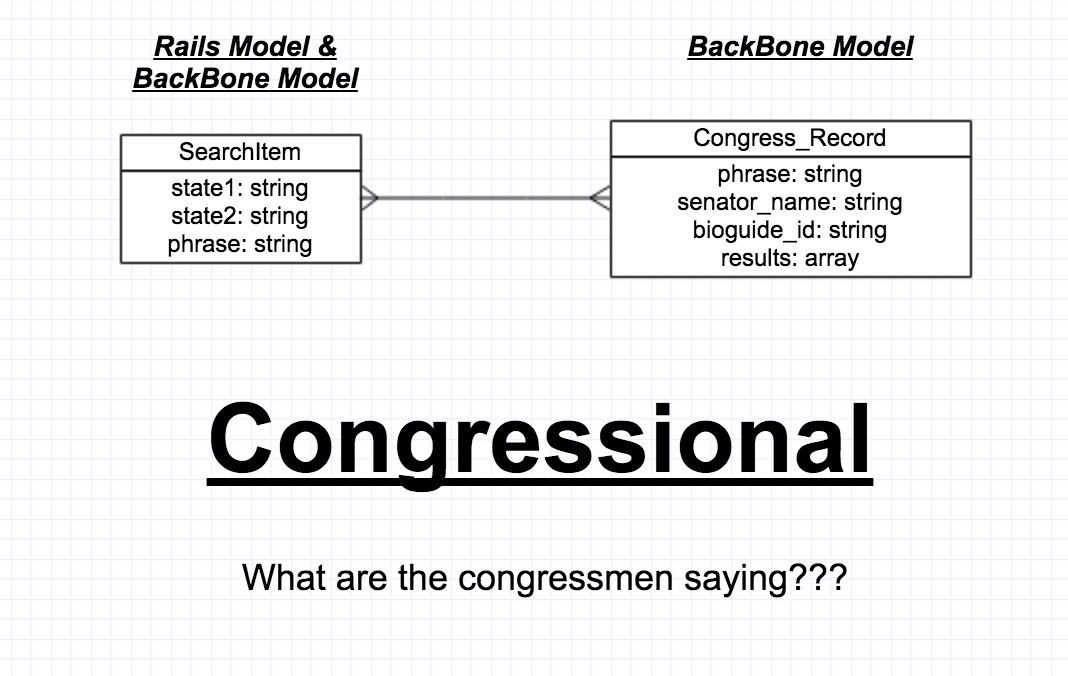 Rails Model &
BackBone Model
SearchItem
state1: string
state2: string
phrase: string
BackBone Model
Congress_Record
phrase: string
senator_name: string
bioguide_id: string
results: array
Congressional
What are the congressmen saying???